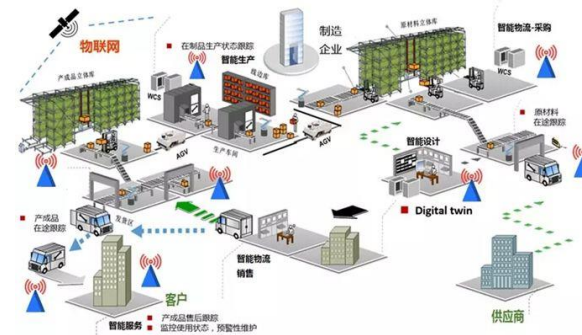 物联网
在制品生产状态跟踪
智能生产
制造
企业
原材料立体库
智能物流-采购
WCS
线边库
产成品立体库
WCS
AGV
生产车间
AGV
原材料
在途跟踪
智能设计
Digital twin
产成品
在途跟踪
发货区
智能物流
销售
客户
供应商
智能服务
产成品售后跟踪
监控使用状态，预警性维护